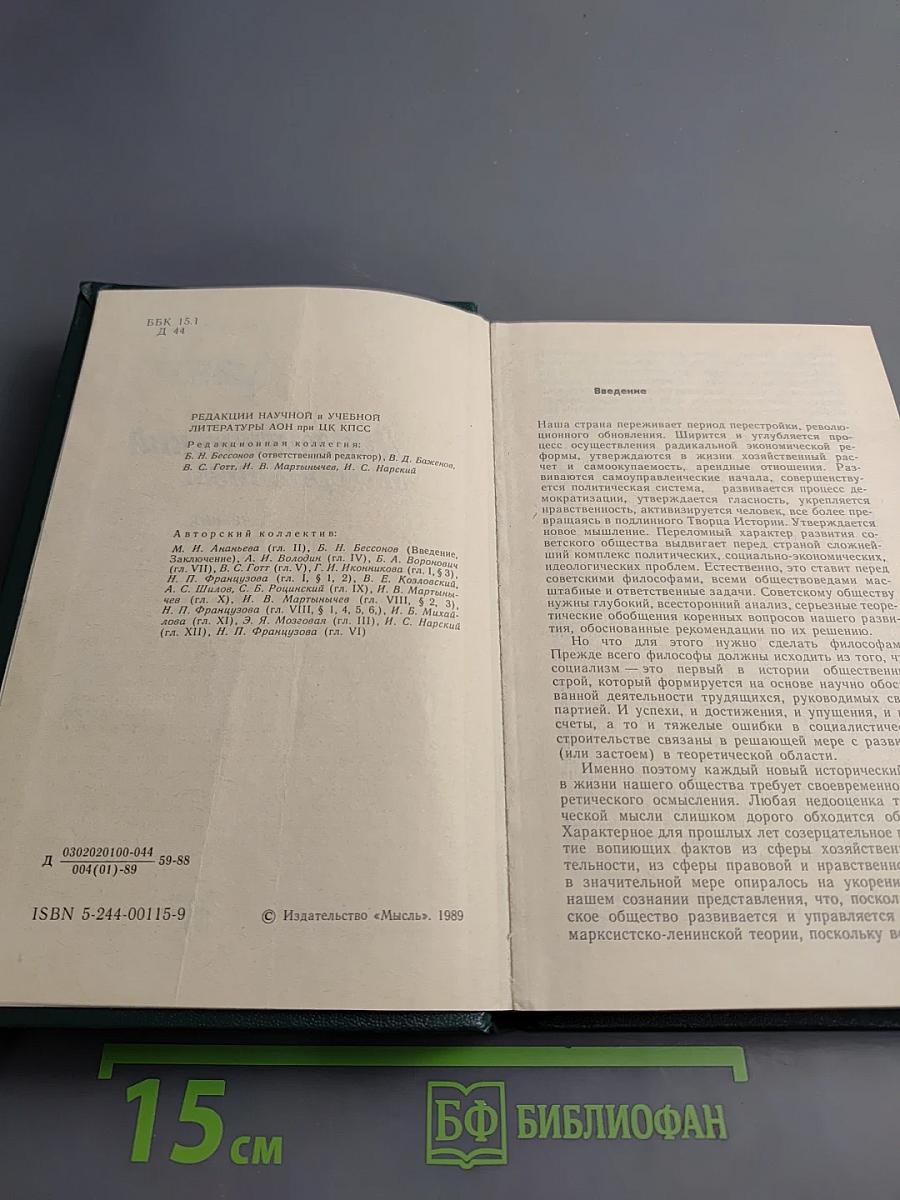 ББК 15.1
Д 44
РЕДАКЦИИ НАУЧНОЙ и УЧЕБНОЙ
ЛИТЕРАТУРЫ АОН при ЦК КПСС
Редакционная коллегия:
Б. Н. Бессонов (ответственный редактор), В. Д. Баженов,
В. С. Готт, И. В. Мартынычев, И. С. Нарский
Авторский коллектив:
М. И. Ананьева (гл. II), Б. Н. Бессонов (Введение,
Заключение), А. И. Володин (гл. IV), Б. А. Воронович
(гл. VII), В. С. Готт (гл. V), Г. И. Иконникова (гл. I, § 3),
Н. П. Французова (гл. I, § 1, 2), В. Е. Козловский,
А. С. Шилов, С. Б. Роцинский (гл. IX), И. В. Мартыны-
чев (гл. X), И. В. Мартынычев (гл. VIII, § 2, 3),
Н. П. Французова (гл. VIII, § 1, 4, 5, 6,), И. Б. Михай-
лова (гл. XI), Э. Я. Мозговая (гл. III), И. С. Нарский
(гл. XII), Н. П. Французова (гл. VI)
Д 0302020100-044 59-88
004(01)-89
ISBN 5-244-00115-9
© Издательство «Мысль». 1989
Введение
Наша страна переживает период перестройки, револю-
ционного обновления. Ширится и углубляется про-
цесс осуществления радикальной экономической ре-
формы, утверждаются в жизни хозяйственный рас-
чет и самоокупаемость, арендные отношения. Раз-
виваются самоуправленческие начала, совершенству-
ется политическая система, развивается процесс де-
мократизации, утверждается гласность, укрепляется
нравственность, активизируется человек, все более пре-
вращаясь в подлинного Творца Истории. Утверждается
новое мышление. Переломный характер развития со-
ветского общества выдвигает перед страной сложней-
ший комплекс политических, социально-экономических,
идеологических проблем. Естественно, это ставит перед
советскими философами, всеми обществоведами мас-
штабные и ответственные задачи. Советскому обществу
нужны глубокий, всесторонний анализ, серьезные теоре-
тические обобщения коренных вопросов нашего разви-
тия, обоснованные рекомендации по их решению.
Но что для этого нужно сделать философам
Прежде всего философы должны исходить из того, чт
социализм — это первый в истории общественн
строй, который формируется на основе научно обос
ванной деятельности трудящихся, руководимых св
партией. И успехи, и достижения, и упущения, и п
счеты, а то и тяжелые ошибки в социалистичес
строительстве связаны в решающей мере с разви
(или застоем) в теоретической области.
Именно поэтому каждый новый исторический
в жизни нашего общества требует своевременно
ретического осмысления. Любая недооценка т
ческой мысли слишком дорого обходится об
Характерное для прошлых лет созерцательное
тие вопиющих фактов из сферы хозяйствен
тельности, из сферы правовой и нравственно
в значительной мере опиралось на укорени
нашем сознании представления, что, поскол
ское общество развивается и управляется
марксистско-ленинской теории, поскольку в
15 см
БФ БИБЛИОФАН